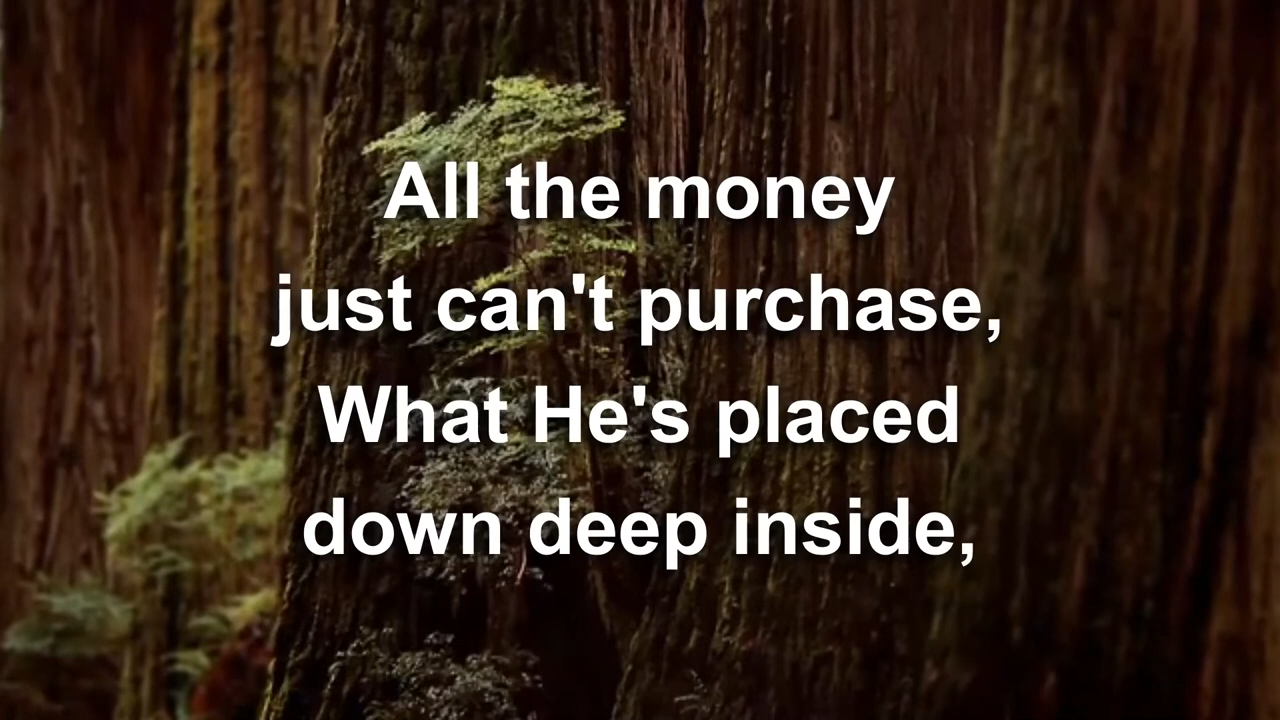 All the money
just can't purchase,
What He's placed
down deep inside,